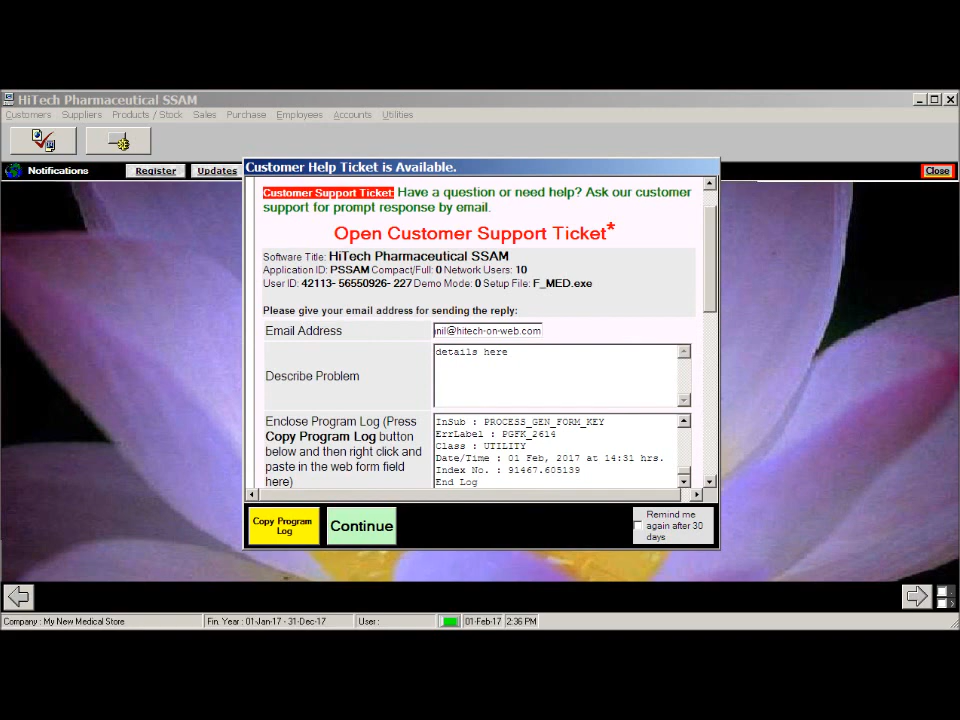 HiTech Pharmaceutical SSAM
Customers Suppliers Products / Stock Sales Purchase Employees Accounts Utilities
Notifications Register Updates Close
Customer Help Ticket is Available.
Customer Support Ticket: Have a question or need help? Ask our customer
support for prompt response by email.
Open Customer Support Ticket*
Software Title: HiTech Pharmaceutical SSAM
Application ID: PSSAM Compact/Full: 0 Network Users: 10
User ID: 42113- 56550926- 227 Demo Mode: 0 Setup File: F_MED.exe
Please give your email address for sending the reply:
Email Address nil@hitech-on-web.com
Describe Problem
details here
Enclose Program Log (Press
Copy Program Log button
below and then right click and
paste in the web form field
here)
InSub : PROCESS_GEN_FORM_KEY
ErrLabel : PGFK_2614
Class : UTILITY
Date/Time : 01 Feb, 2017 at 14:31 hrs.
Index No. : 91467.605139
End Log
Copy Program
Log
Continue
Remind me
again after 30
days
Company : My New Medical Store Fin. Year : 01-Jan-17 - 31-Dec-17 User : 01-Feb-17 2:36 PM